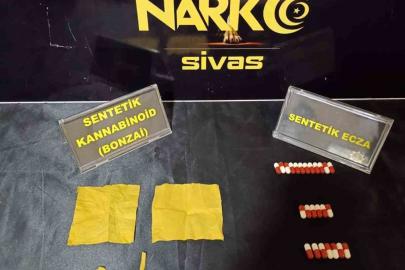 NARKO
sivas
SENTETİK
KANNABİNOİD
(BONZAİ)
SENTETİK ECZA